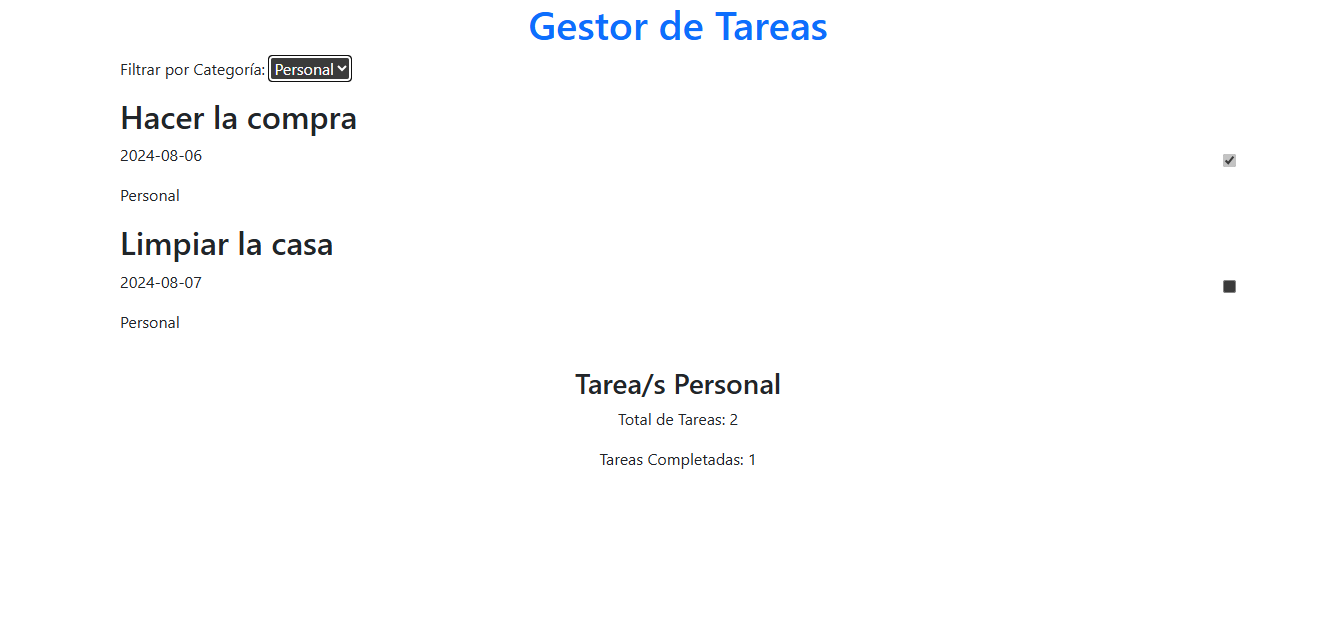 Gestor de Tareas
Filtrar por Categoría: Personal
Hacer la compra
2024-08-06
Personal
Limpiar la casa
2024-08-07
Personal
Tarea/s Personal
Total de Tareas: 2
Tareas Completadas: 1